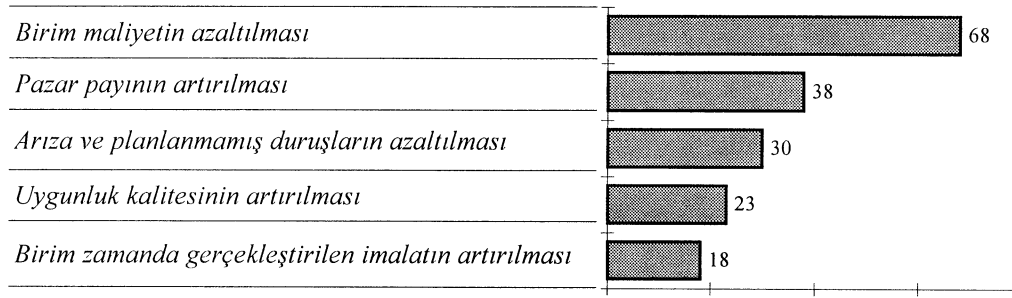 Birim maliyetin azaltılması 68
Pazar payının artırılması 38
Arıza ve planlanmamış duruşların azaltılması 30
Uygunluk kalitesinin artırılması 23
Birim zamanda gerçekleştirilen imalatın artırılması 18